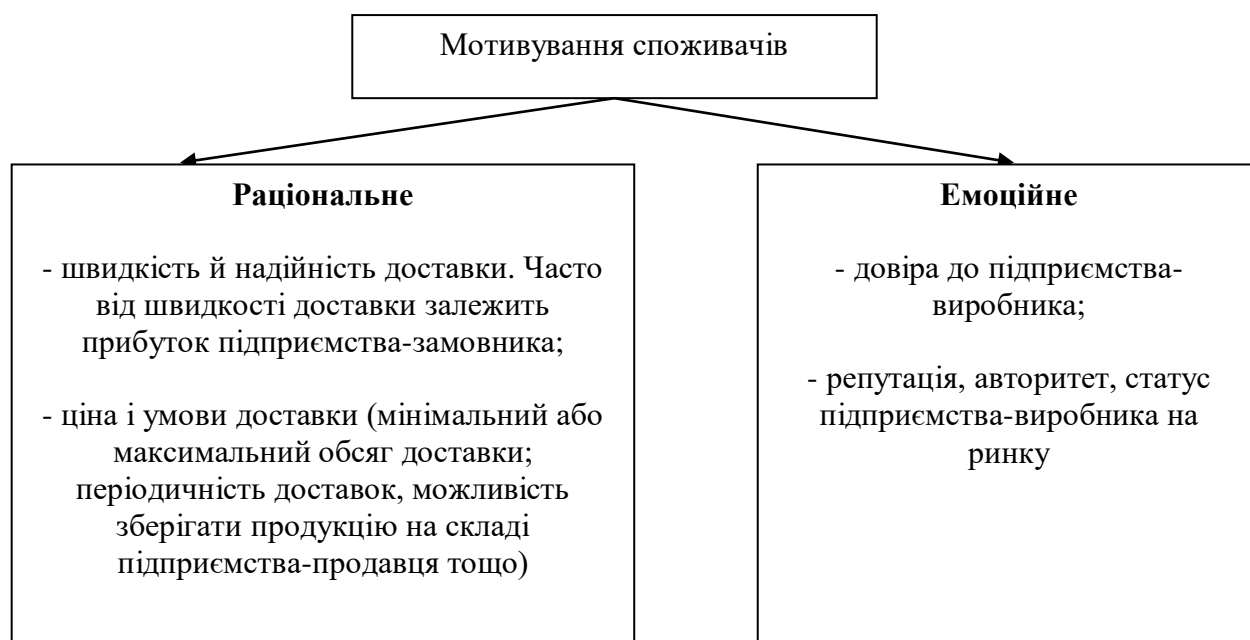 Мотивування споживачів
Раціональне
- швидкість й надійність доставки. Часто
від швидкості доставки залежить
прибуток підприємства-замовника;
- ціна і умови доставки (мінімальний або
максимальний обсяг доставки;
періодичність доставок, можливість
зберігати продукцію на складі
підприємства-продавця тощо)
Емоційне
- довіра до підприємства-
виробника;
- репутація, авторитет, статус
підприємства-виробника на
ринку